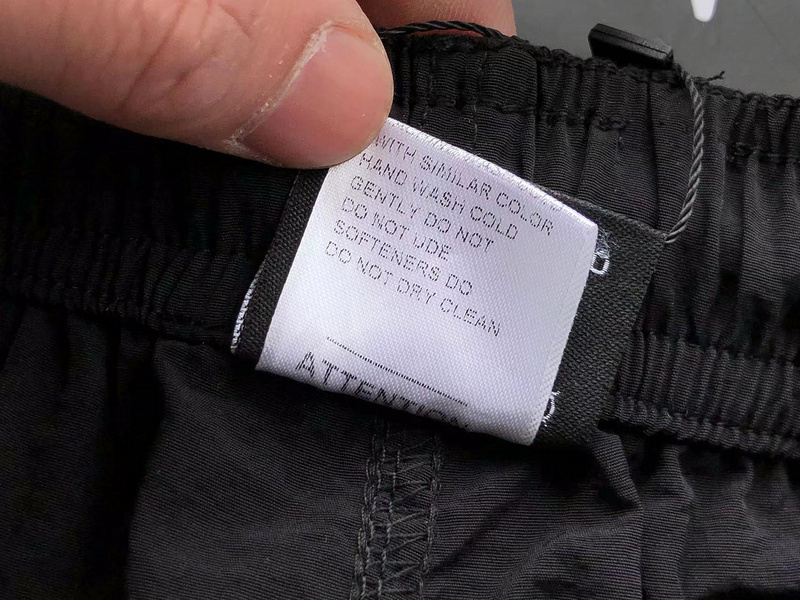 WITH SIMILAR COLOR
HAND WASH COLD
GENTLY DO NOT
DO NOT UDE
SOFTENERS DO
DO NOT DRY CLEAN
ATTENTION